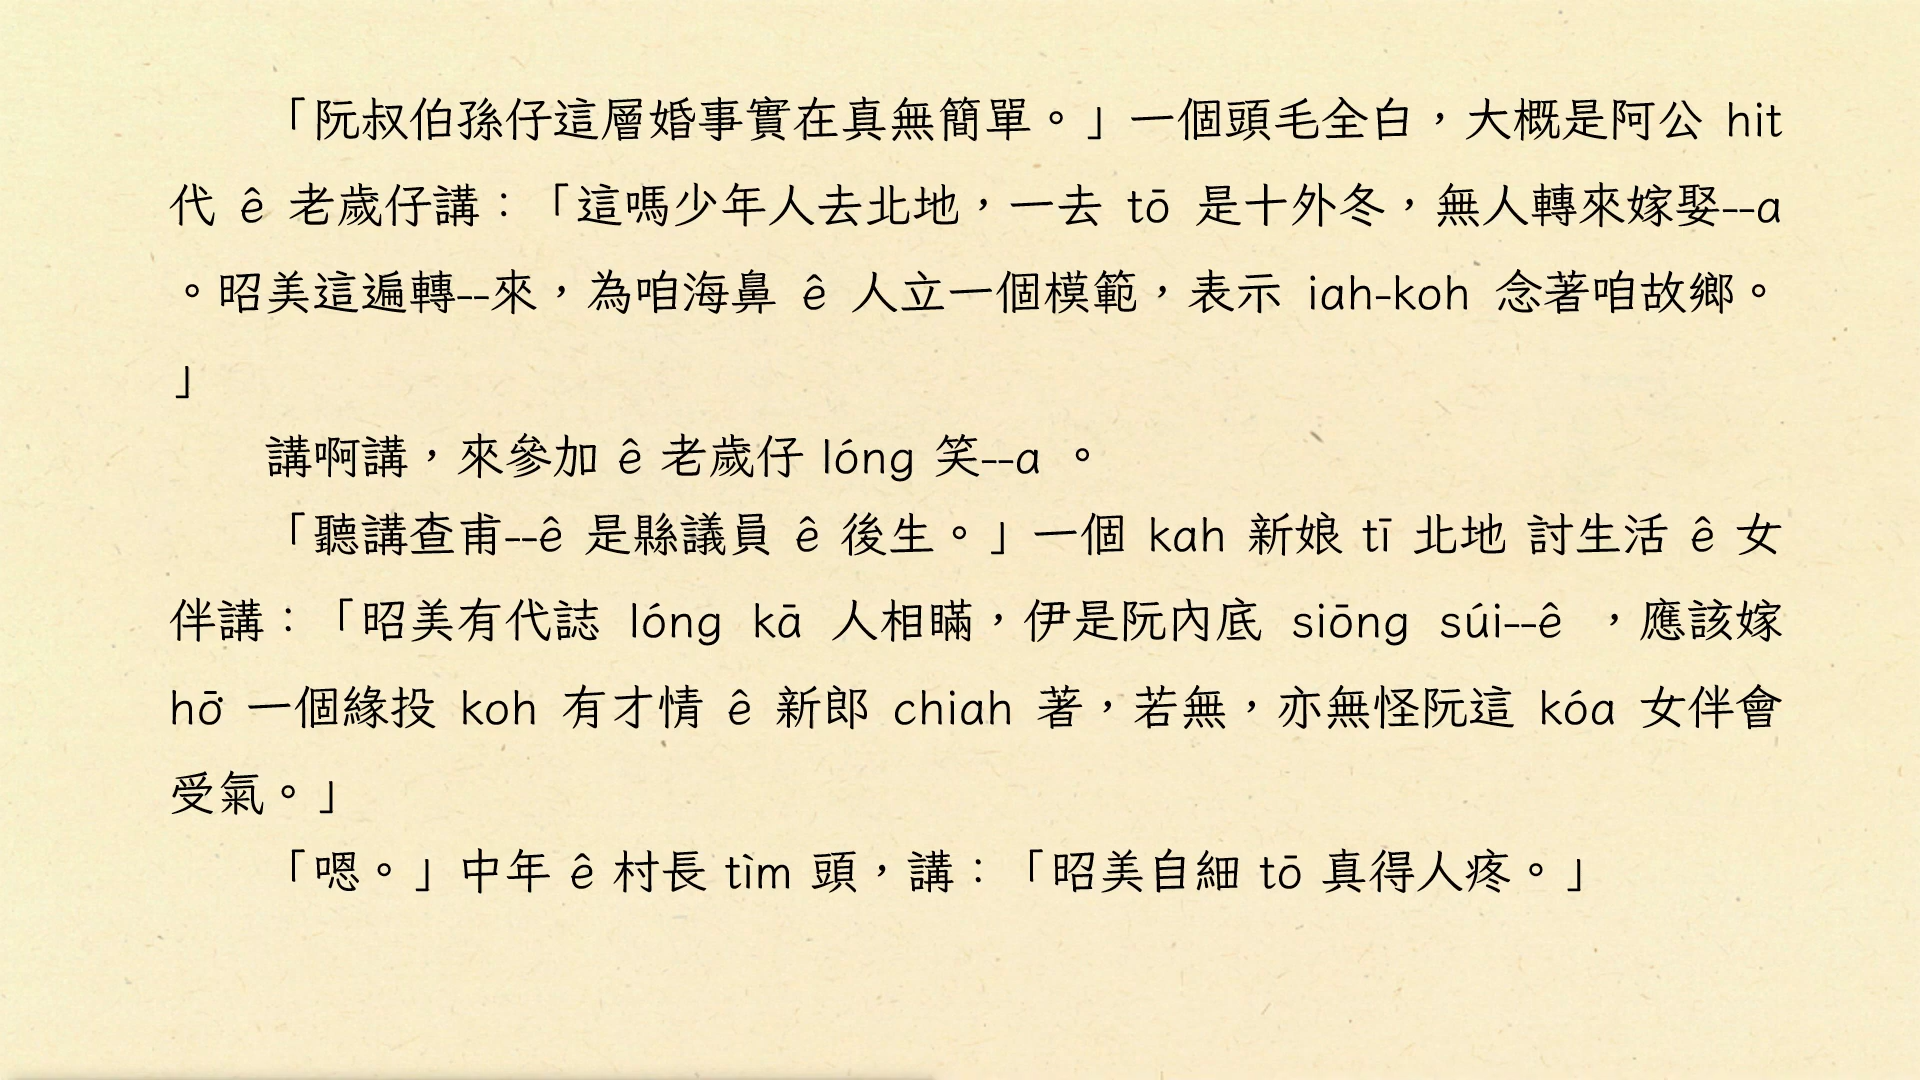 「阮叔伯孫仔這層婚事實在真無簡單。」一個頭毛全白，大概是阿公 hit
代 ê 老歲仔講：「這嗎少年人去北地，一去 tō 是十外冬，無人轉來嫁娶--a
。昭美這遍轉--來，為咱海鼻 ê 人立一個模範，表示 iah-koh 念著咱故鄉。
」
講啊講，來參加 ê 老歲仔 lóng 笑--a 。
「聽講查甫--ê 是縣議員 ê 後生。」一個 kah 新娘 tī 北地 討生活 ê 女
伴講：「昭美有代誌 lóng kā 人相瞞，伊是阮內底 siōng súi--ê ，應該嫁
hō͘ 一個緣投 koh 有才情 ê 新郎 chiah 著，若無，亦無怪阮這 kóa 女伴會
受氣。」
「嗯。」中年 ê 村長 tìm 頭，講：「昭美自細 tō 真得人疼。」